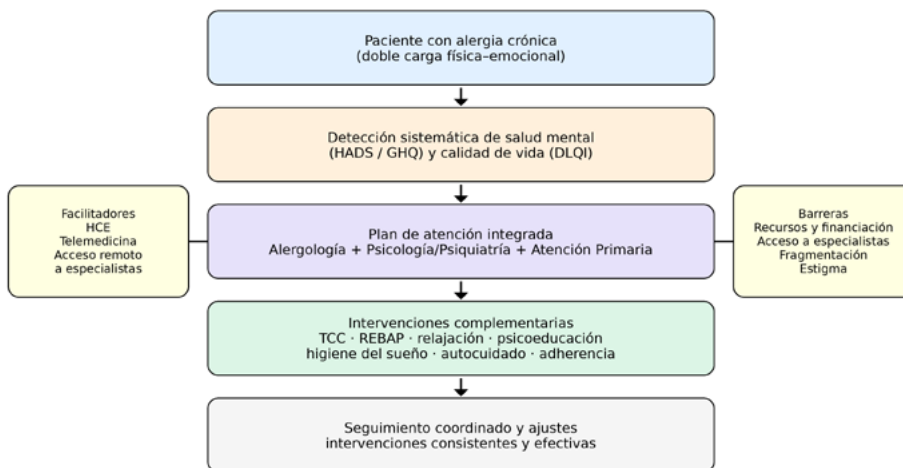 Paciente con alergia crónica
(doble carga física–emocional)
Detección sistemática de salud mental
(HADS / GHQ) y calidad de vida (DLQI)
Facilitadores
HCE
Telemedicina
Acceso remoto
a especialistas
Plan de atención integrada
Alergología + Psicología/Psiquiatría + Atención Primaria
Barreras
Recursos y financiación
Acceso a especialistas
Fragmentación
Estigma
Intervenciones complementarias
TCC · REBAP · relajación · psicoeducación
higiene del sueño · autocuidado · adherencia
Seguimiento coordinado y ajustes
intervenciones consistentes y efectivas